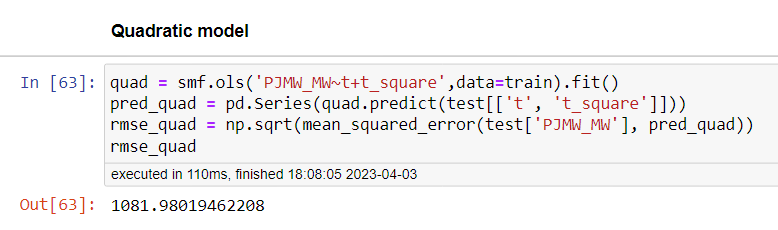 Quadratic model
In [63]: quad = smf.ols('PJMW_MW~t+t_square',data=train).fit()
pred_quad = pd.Series(quad.predict(test[['t', 't_square']]))
rmse_quad = np.sqrt(mean_squared_error(test['PJMW_MW'], pred_quad))
rmse_quad
executed in 110ms, finished 18:08:05 2023-04-03
Out[63]: 1081.98019462208